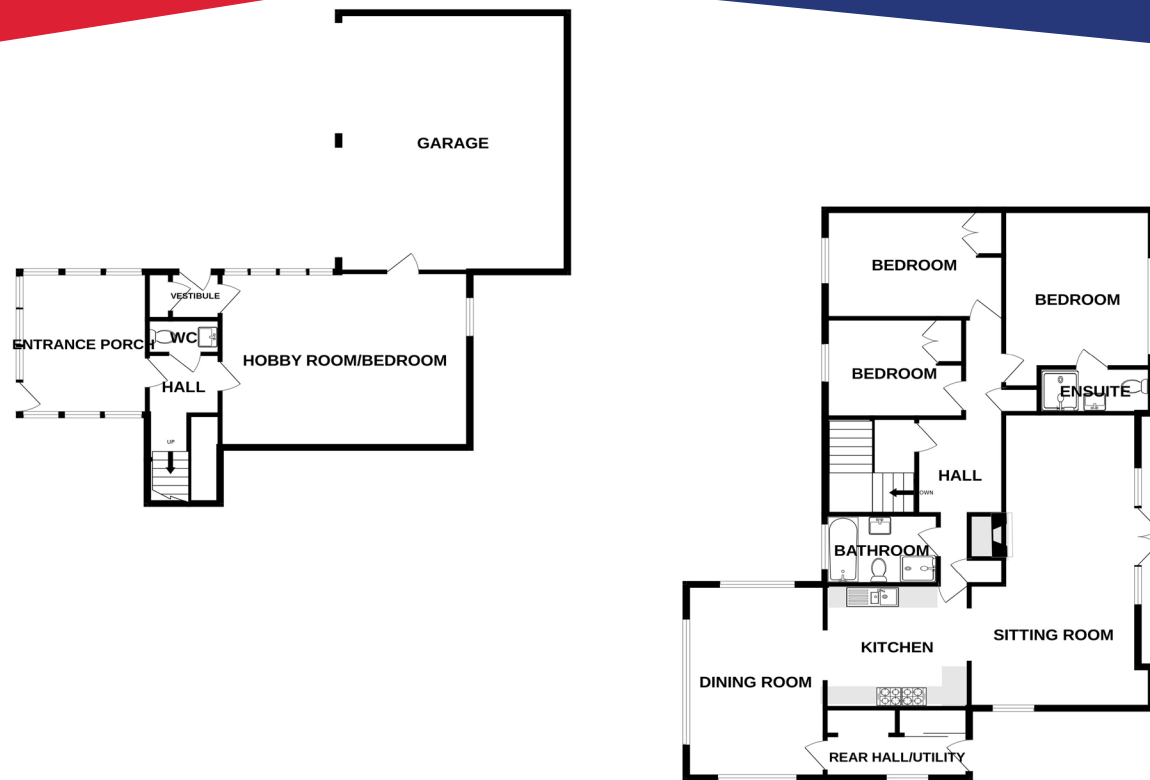 GARAGE
VESTIBULE
ENTRANCE PORCH
WC
HOBBY ROOM/BEDROOM
HALL
UP
BEDROOM
BEDROOM
BEDROOM
ENSUITE
HALL
BATHROOM
SITTING ROOM
KITCHEN
DINING ROOM
REAR HALL/UTILITY